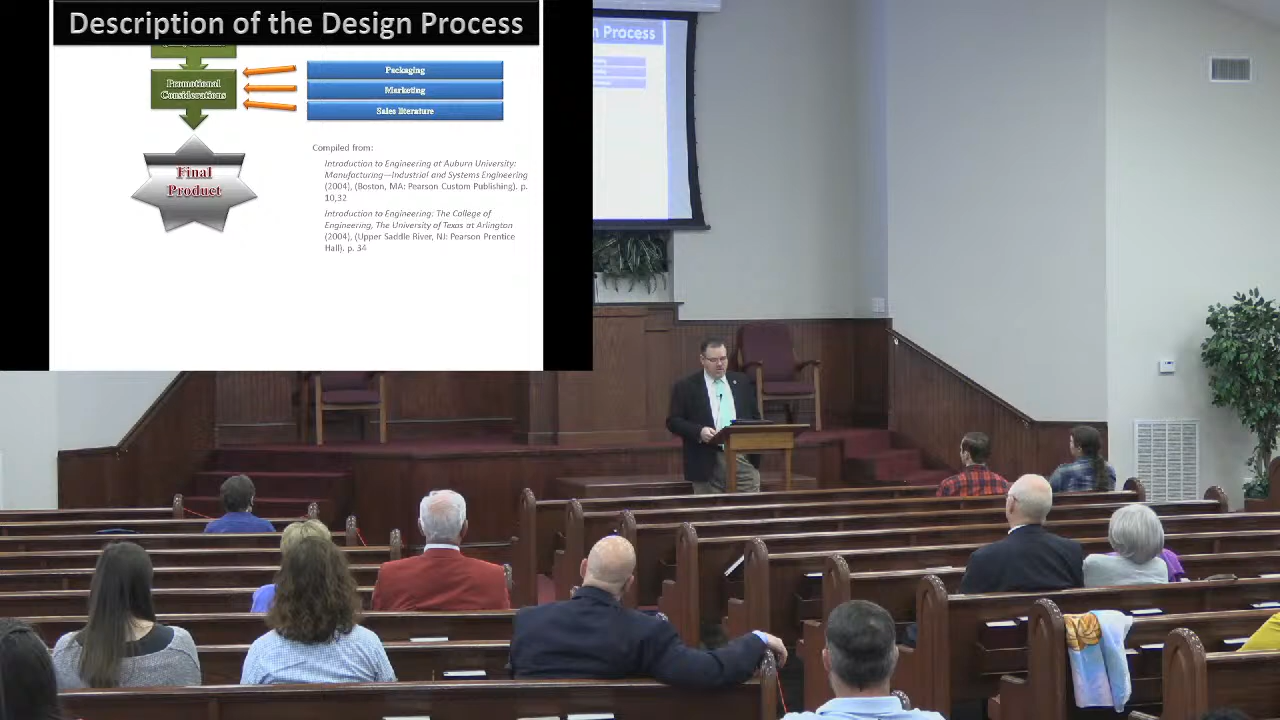 Description of the Design Process
Promotional
Considerations
Packaging
Marketing
Sales literature
Final
Product
Compiled from:
Introduction to Engineering at Auburn University:
Manufacturing—Industrial and Systems Engineering
(2004), (Boston, MA: Pearson Custom Publishing). p.
10,32
Introduction to Engineering: The College of
Engineering, The University of Texas at Arlington
(2004), (Upper Saddle River, NJ: Pearson Prentice
Hall). p. 34
n Process